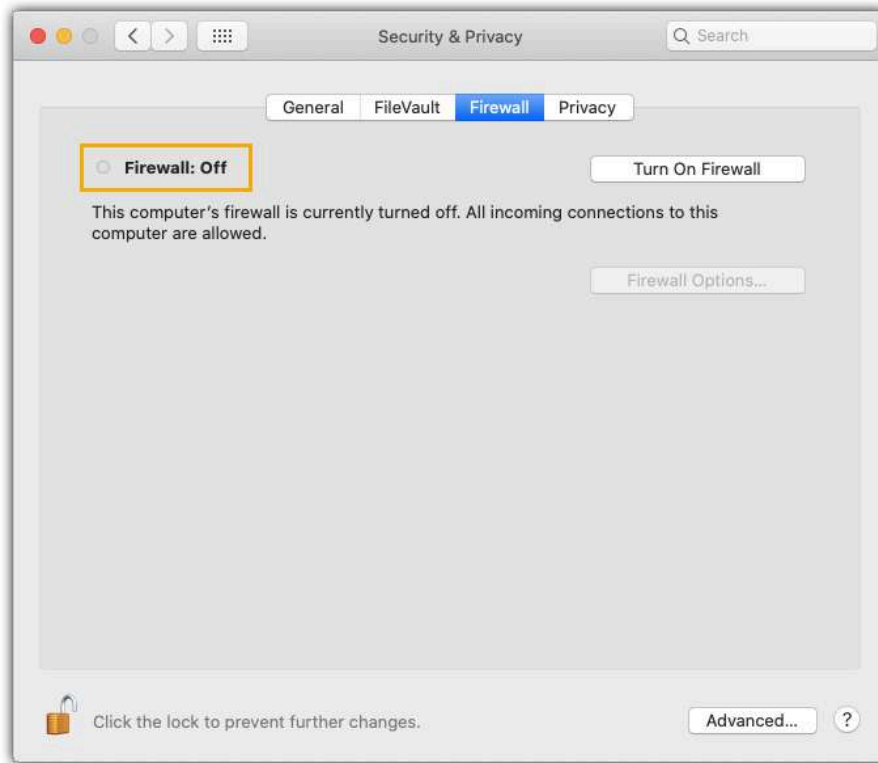 Security & Privacy
Search
General FileVault Firewall Privacy
Firewall: Off
Turn On Firewall
This computer's firewall is currently turned off. All incoming connections to this
computer are allowed.
Firewall Options...
Click the lock to prevent further changes.
Advanced...
?